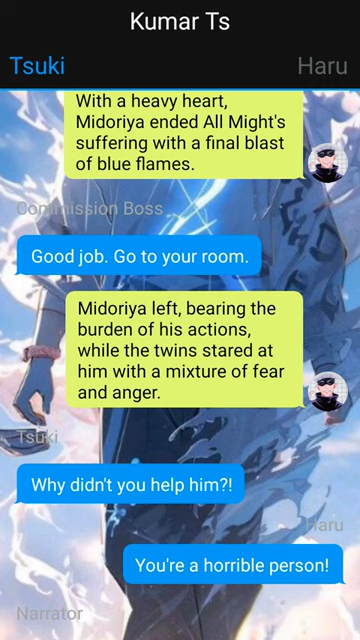 Kumar Ts
Tsuki
Haru
With a heavy heart,
Midoriya ended All Might's
suffering with a final blast
of blue flames.
Commission Boss
Good job. Go to your room.
Midoriya left, bearing the
burden of his actions,
while the twins stared at
him with a mixture of fear
and anger.
Tsuki
Why didn't you help him?!
Haru
You're a horrible person!
Narrator